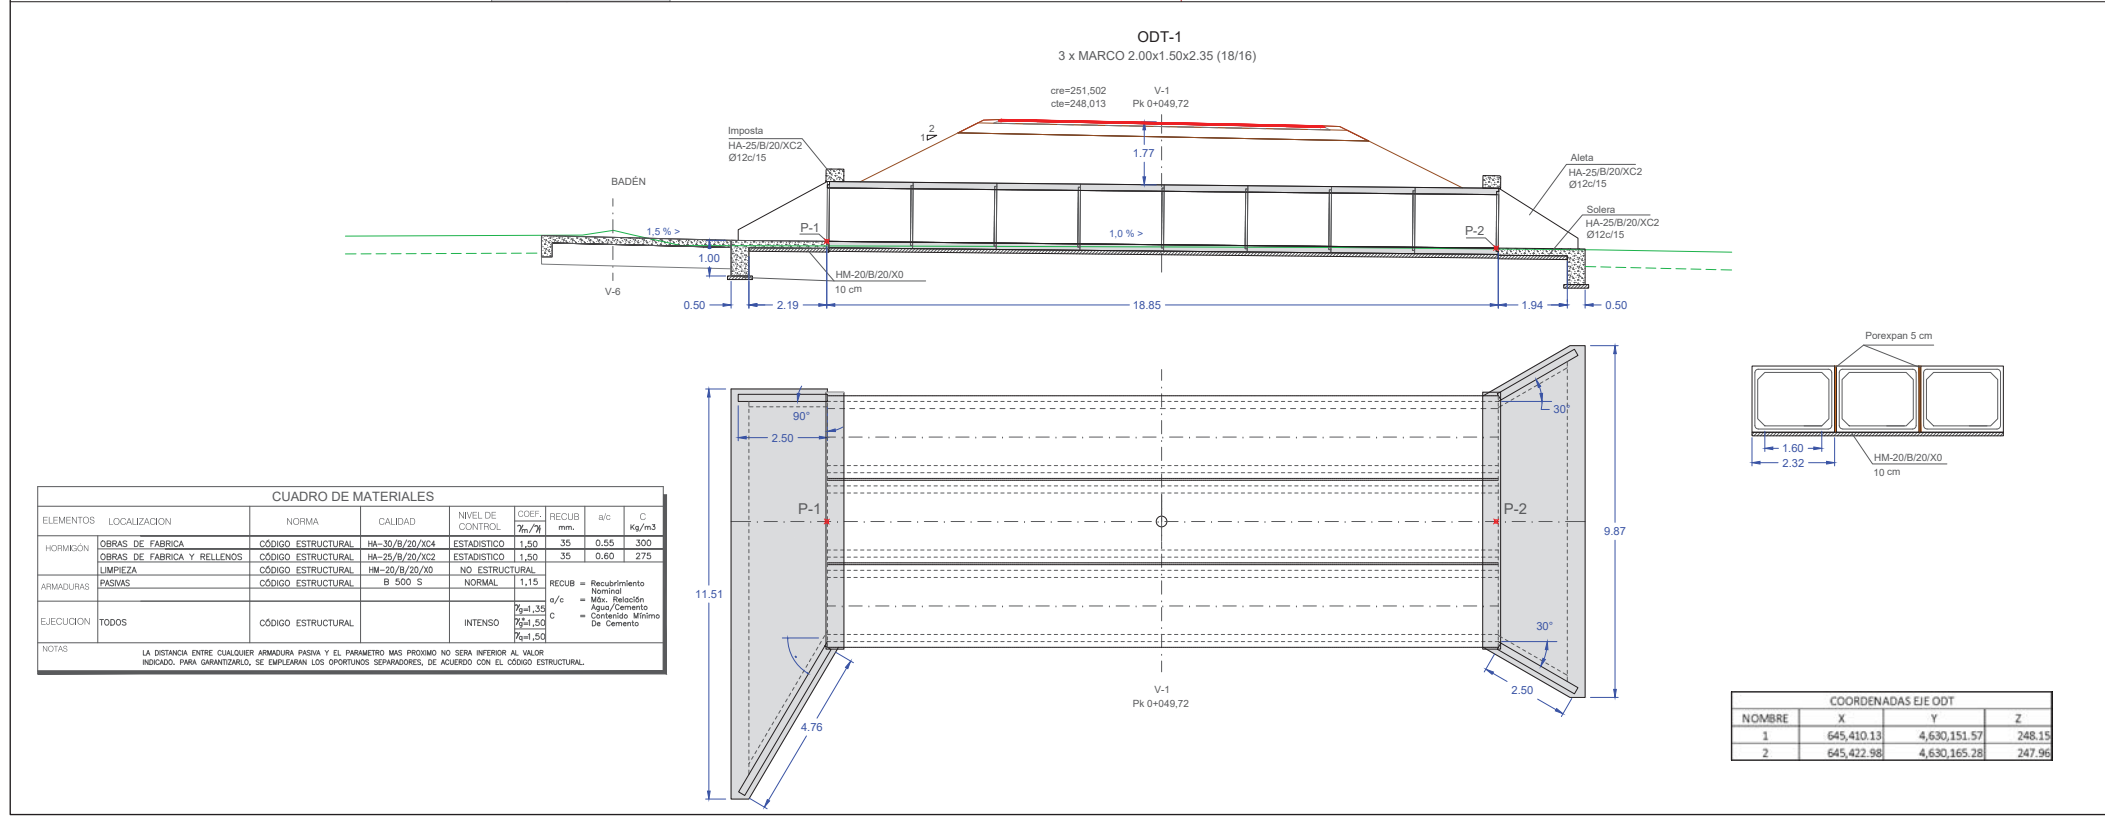 ODT-1
3 x MARCO 2.00x1.50x2.35 (18/16)
cre=251,502
cte=248,013
V-1
Pk 0+049,72
Imposta
HA-25/B/20/XC2
Ø12c/15
2
1
1.77
Aleta
HA-25/B/20/XC2
Ø12c/15
BADÉN
Solera
HA-25/B/20/XC2
Ø12c/15
1,5 % >
P-1
1,0 % >
P-2
1.00
HM-20/B/20/X0
10 cm
V-6
0.50
2.19
18.85
1.94
0.50
Porexpan 5 cm
1.60
2.32
HM-20/B/20/X0
10 cm
90°
2.50
30°
P-1
P-2
9.87
11.51
30°
2.50
4.76
V-1
Pk 0+049,72
CUADRO DE MATERIALES
ELEMENTOS LOCALIZACION NORMA CALIDAD NIVEL DE CONTROL COEF. γm/γf RECUB mm. a/c C Kg/m3
HORMIGÓN OBRAS DE FABRICA CÓDIGO ESTRUCTURAL HA-30/B/20/XC4 ESTADISTICO 1,50 35 0.55 300
OBRAS DE FABRICA Y RELLENOS CÓDIGO ESTRUCTURAL HA-25/B/20/XC2 ESTADISTICO 1,50 35 0.60 275
LIMPIEZA CÓDIGO ESTRUCTURAL HM-20/B/20/X0 NO ESTRUCTURAL
ARMADURAS PASIVAS CÓDIGO ESTRUCTURAL B 500 S NORMAL 1,15
EJECUCION TODOS CÓDIGO ESTRUCTURAL INTENSO γg=1,35
γg*=1,50
γq=1,50
RECUB = Recubrimiento Nominal
a/c = Máx. Relación Agua/Cemento
C = Contenido Mínimo De Cemento
NOTAS
LA DISTANCIA ENTRE CUALQUIER ARMADURA PASIVA Y EL PARAMETRO MAS PROXIMO NO SERA INFERIOR AL VALOR
INDICADO. PARA GARANTIZARLO, SE EMPLEARAN LOS OPORTUNOS SEPARADORES, DE ACUERDO CON EL CÓDIGO ESTRUCTURAL.
COORDENADAS EJE ODT
NOMBRE X Y Z
1 645,410.13 4,630,151.57 248.15
2 645,422.98 4,630,165.28 247.96